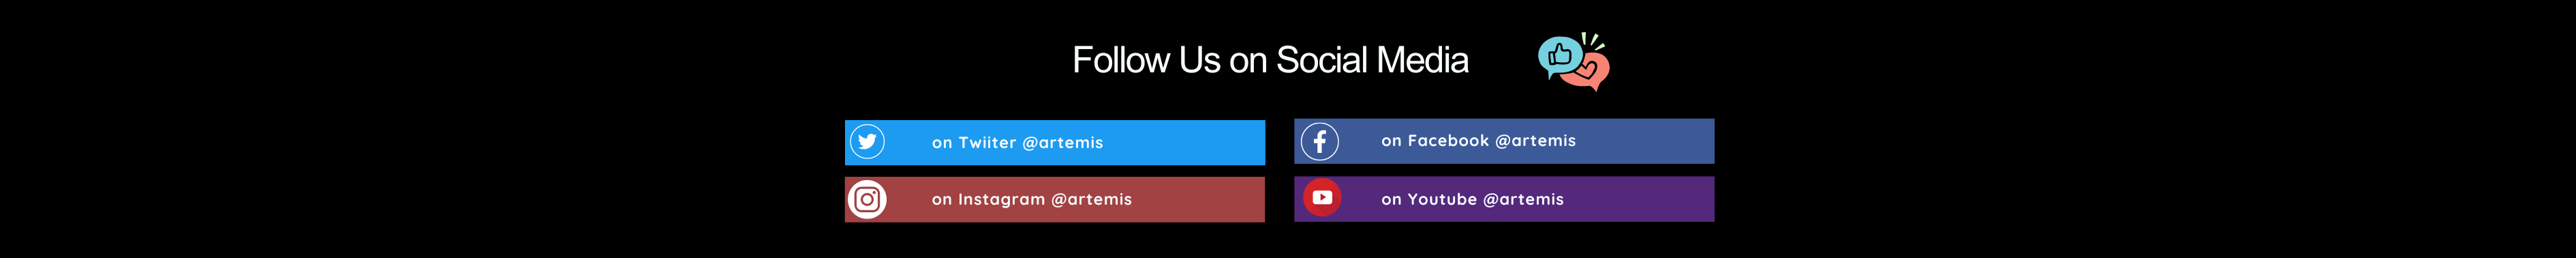 Follow Us on Social Media
on Twiiter @artemis
on Facebook @artemis
on Instagram @artemis
on Youtube @artemis